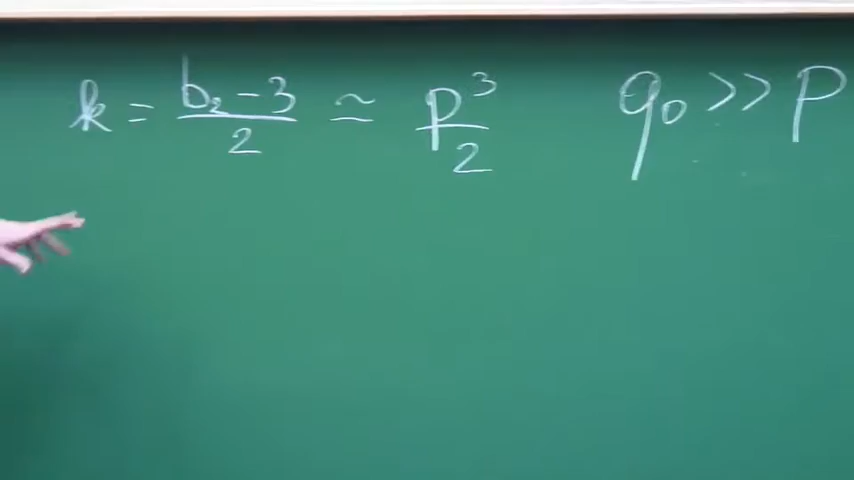 k = (b₂ - 3)/2 ≃ p³/2    q₀ >> p